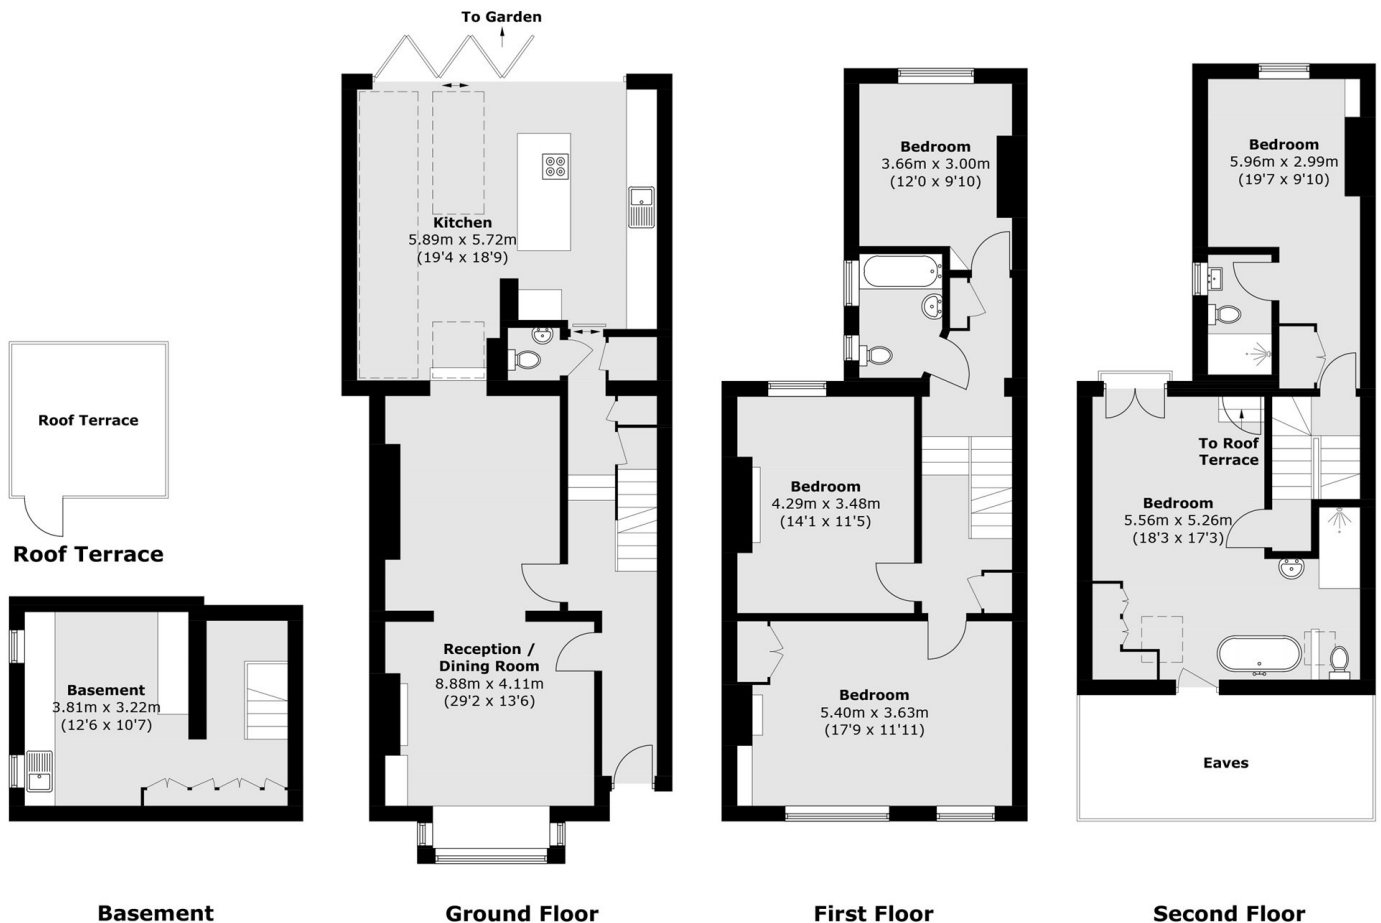 Roof Terrace
Roof Terrace
Basement
3.81m x 3.22m
(12'6 x 10'7)
Basement
To Garden
Kitchen
5.89m x 5.72m
(19'4 x 18'9)
Reception /
Dining Room
8.88m x 4.11m
(29'2 x 13'6)
Ground Floor
Bedroom
3.66m x 3.00m
(12'0 x 9'10)
Bedroom
4.29m x 3.48m
(14'1 x 11'5)
Bedroom
5.40m x 3.63m
(17'9 x 11'11)
First Floor
Bedroom
5.96m x 2.99m
(19'7 x 9'10)
To Roof
Terrace
Bedroom
5.56m x 5.26m
(18'3 x 17'3)
Eaves
Second Floor